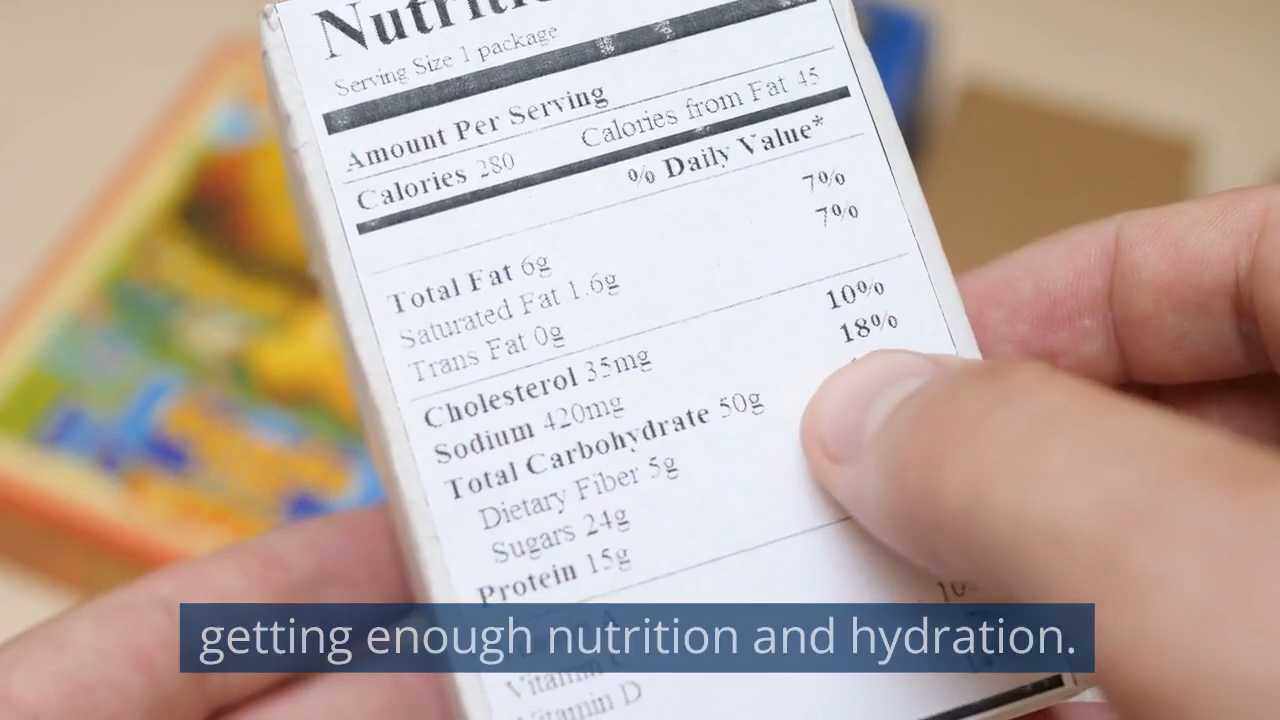 Serving Size 1 package
Amount Per Serving
Calories 280 Calories from Fat 45
% Daily Value*
Total Fat 6g 7%
Saturated Fat 1.6g 7%
Trans Fat 0g
Cholesterol 35mg 10%
Sodium 420mg 18%
Total Carbohydrate 50g
Dietary Fiber 5g
Sugars 24g
Protein 15g
getting enough nutrition and hydration.
Vitamin
Vitamin D